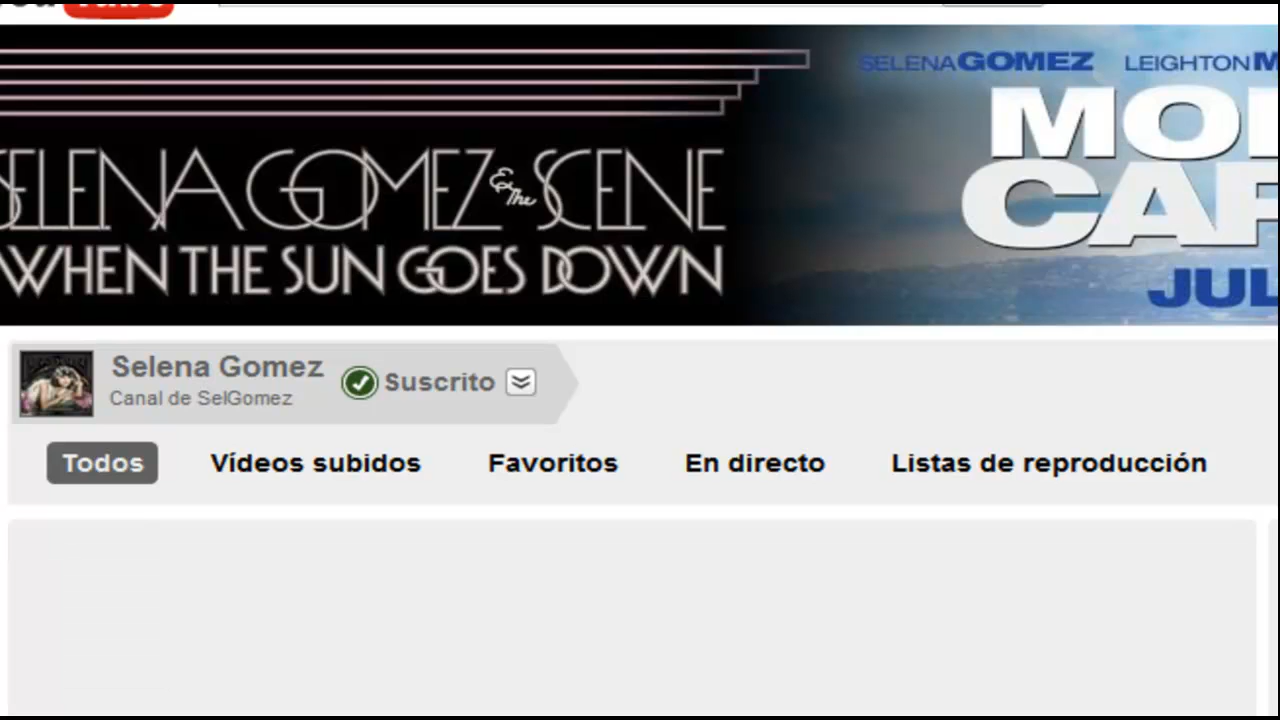 SELENA GOMEZ LEIGHTON
SELENA GOMEZ & The SCENE
WHEN THE SUN GOES DOWN
Selena Gomez
Canal de SelGomez
Suscrito
Todos Vídeos subidos Favoritos En directo Listas de reproducción